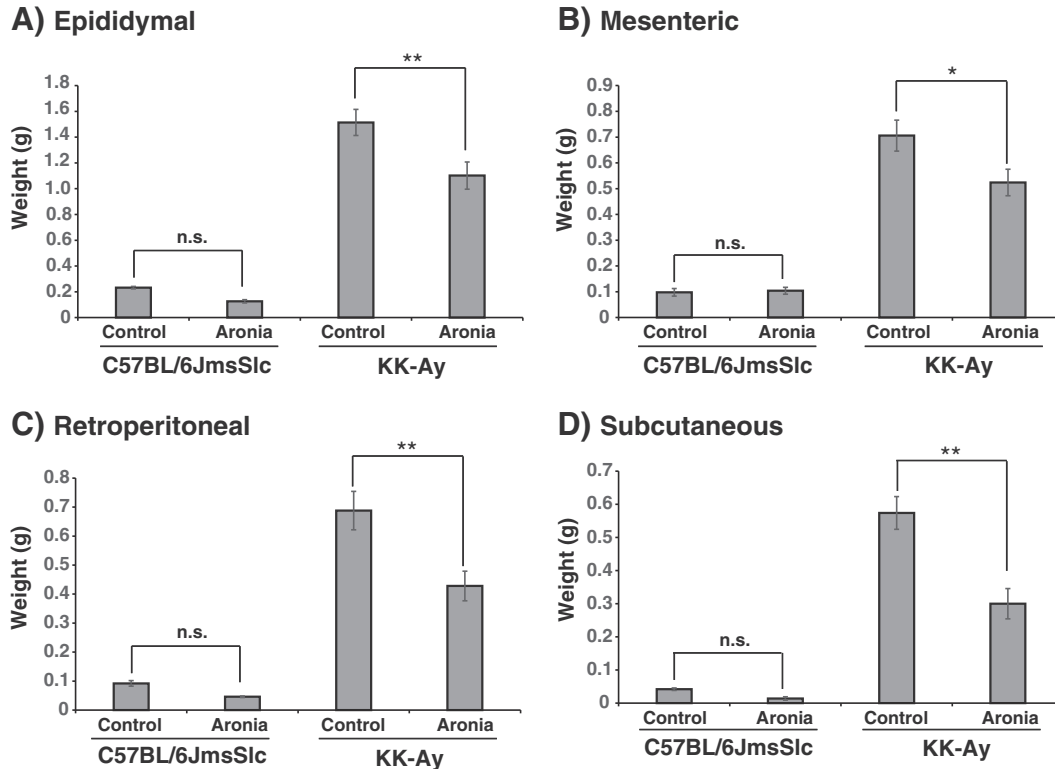 A) Epididymal
**
1.8
1.6
1.4
1.2
1.0
0.8
0.6
0.4
0.2
0
Weight (g)
n.s.
Control Aronia Control Aronia
C57BL/6JmsSlc KK-Ay
B) Mesenteric
*
0.9
0.8
0.7
0.6
0.5
0.4
0.3
0.2
0.1
0
Weight (g)
n.s.
Control Aronia Control Aronia
C57BL/6JmsSlc KK-Ay
C) Retroperitoneal
**
0.8
0.7
0.6
0.5
0.4
0.3
0.2
0.1
0
Weight (g)
n.s.
Control Aronia Control Aronia
C57BL/6JmsSlc KK-Ay
D) Subcutaneous
**
0.7
0.6
0.5
0.4
0.3
0.2
0.1
0
Weight (g)
n.s.
Control Aronia Control Aronia
C57BL/6JmsSlc KK-Ay